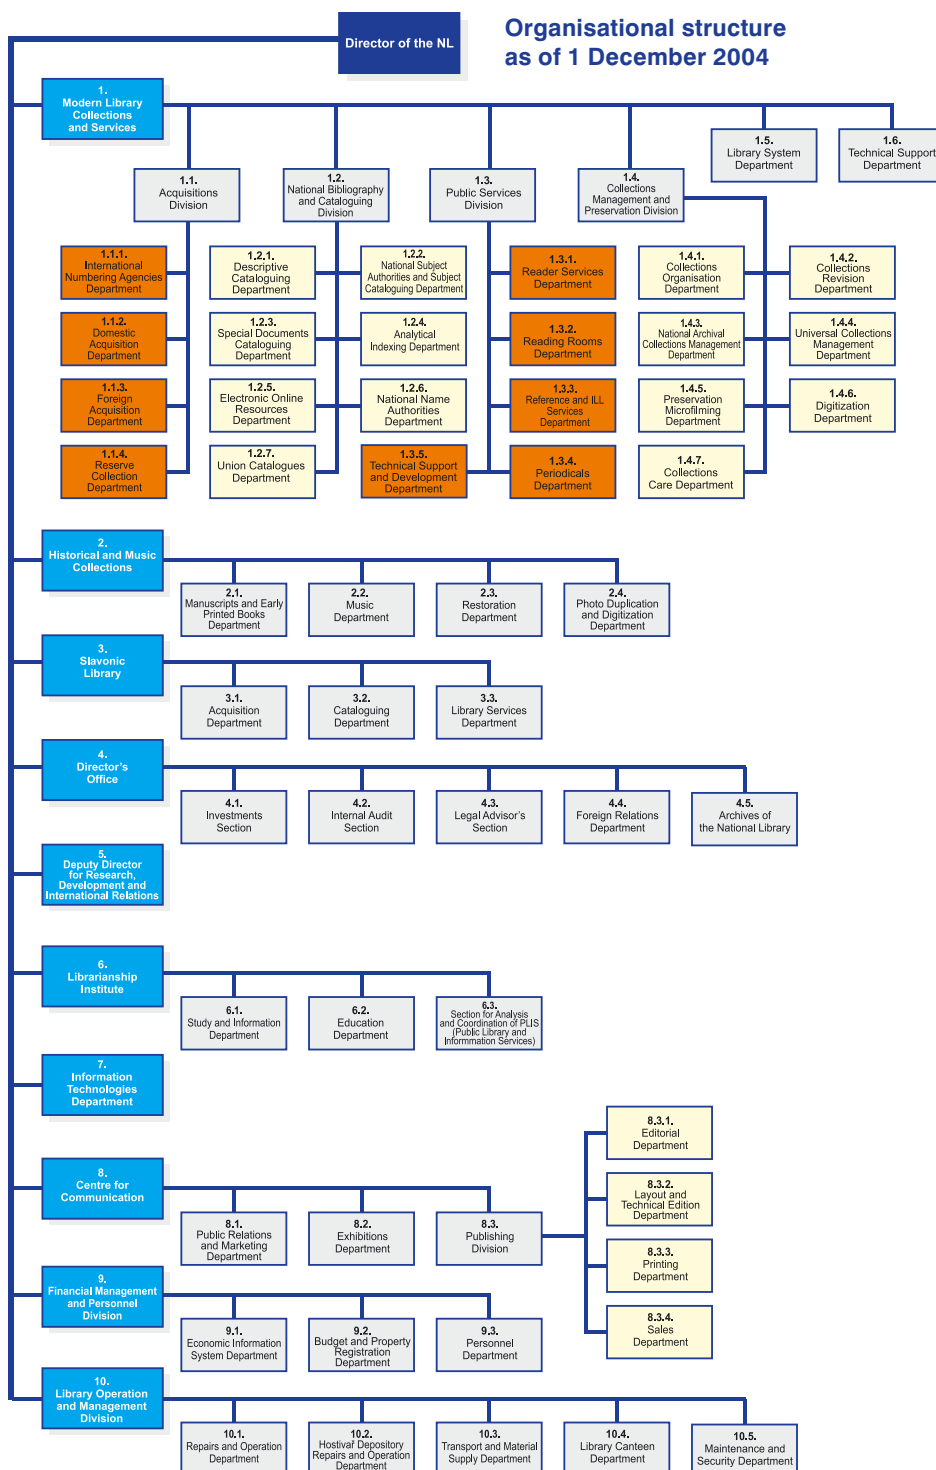 Director of the NL
Organisational structure
as of 1 December 2004
1.
Modern Library
Collections
and Services
1.5.
Library System
Department
1.6.
Technical Support
Department
1.1.
Acquisitions
Division
1.2.
National Bibliography
and Cataloguing
Division
1.3.
Public Services
Division
1.4.
Collections
Management and
Preservation Division
1.1.1.
International
Numbering Agencies
Department
1.2.1.
Descriptive
Cataloguing
Department
1.2.2.
National Subject
Authorities and Subject
Cataloguing Department
1.3.1.
Reader Services
Department
1.4.1.
Collections
Organisation
Department
1.4.2.
Collections
Revision
Department
1.1.2.
Domestic
Acquisition
Department
1.2.3.
Special Documents
Cataloguing
Department
1.2.4.
Analytical
Indexing Department
1.3.2.
Reading Rooms
Department
1.4.3.
National Archival
Collections Management
Department
1.4.4.
Universal Collections
Management
Department
1.1.3.
Foreign
Acquisition
Department
1.2.5.
Electronic Online
Resources
Department
1.2.6.
National Name
Authorities
Department
1.3.3.
Reference and ILL
Services
Department
1.4.5.
Preservation
Microfilming
Department
1.4.6.
Digitization
Department
1.1.4.
Reserve
Collection
Department
1.2.7.
Union Catalogues
Department
1.3.5.
Technical Support
and Development
Department
1.3.4.
Periodicals
Department
1.4.7.
Collections
Care Department
2.
Historical and Music
Collections
2.1.
Manuscripts and Early
Printed Books
Department
2.2.
Music
Department
2.3.
Restoration
Department
2.4.
Photo Duplication
and Digitization
Department
3.
Slavonic
Library
3.1.
Acquisition
Department
3.2.
Cataloguing
Department
3.3.
Library Services
Department
4.
Director's
Office
4.1.
Investments
Section
4.2.
Internal Audit
Section
4.3.
Legal Advisor's
Section
4.4.
Foreign Relations
Department
4.5.
Archives of
the National Library
5.
Deputy Director
for Research,
Development and
International Relations
6.
Librarianship
Institute
6.1.
Study and Information
Department
6.2.
Education
Department
6.3.
Section for Analysis
and Coordination of PLIS
(Public Library and
Informmation Services)
7.
Information
Technologies
Department
8.
Centre for
Communication
8.1.
Public Relations
and Marketing
Department
8.2.
Exhibitions
Department
8.3.
Publishing
Division
8.3.1.
Editorial
Department
8.3.2.
Layout and
Technical Edition
Department
8.3.3.
Printing
Department
8.3.4.
Sales
Department
9.
Financial Management
and Personnel
Division
9.1.
Economic Information
System Department
9.2.
Budget and Property
Registration
Department
9.3.
Personnel
Department
10.
Library Operation
and Management
Division
10.1.
Repairs and Operation
Department
10.2.
Hostivař Depository
Repairs and Operation
Department
10.3.
Transport and Material
Supply Department
10.4.
Library Canteen
Department
10.5.
Maintenance and
Security Department